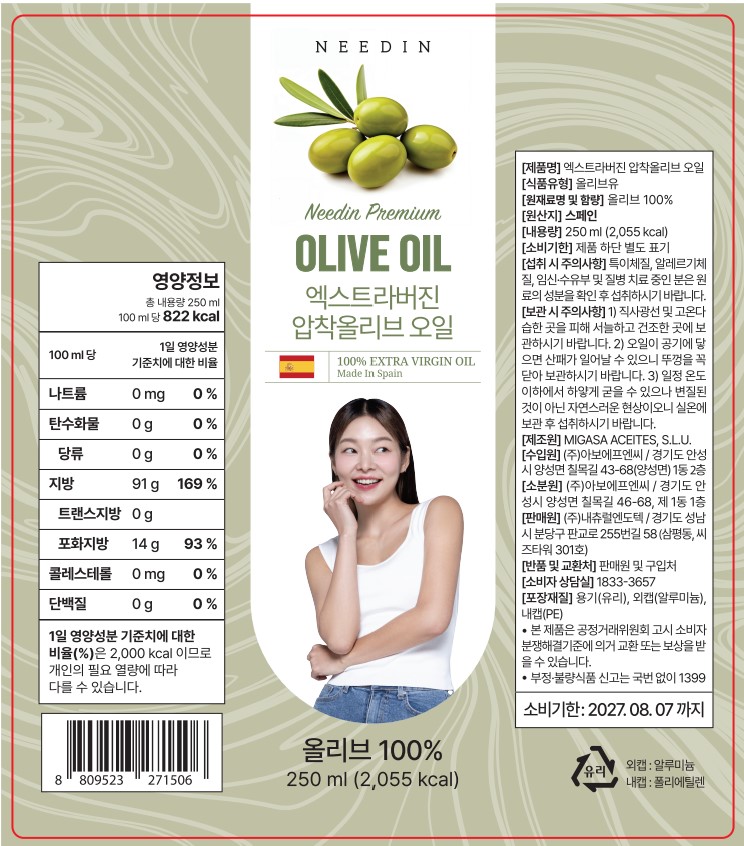 NEEDIN
Needin Premium
OLIVE OIL
엑스트라버진
압착올리브 오일
100% EXTRA VIRGIN OIL
Made In Spain
올리브 100%
250 ml (2,055 kcal)
영양정보
총 내용량 250 ml
100 ml 당 822 kcal
100 ml 당 1일 영양성분
기준치에 대한 비율
나트륨 0 mg 0 %
탄수화물 0 g 0 %
당류 0 g 0 %
지방 91 g 169 %
트랜스지방 0 g
포화지방 14 g 93 %
콜레스테롤 0 mg 0 %
단백질 0 g 0 %
1일 영양성분 기준치에 대한
비율(%)은 2,000 kcal 이므로
개인의 필요 열량에 따라
다를 수 있습니다.
8 809523 271506
[제품명] 엑스트라버진 압착올리브 오일
[식품유형] 올리브유
[원재료명 및 함량] 올리브 100%
[원산지] 스페인
[내용량] 250 ml (2,055 kcal)
[소비기한] 제품 하단 별도 표기
[섭취 시 주의사항] 특이체질, 알레르기체
질, 임신·수유부 및 질병 치료 중인 분은 원
료의 성분을 확인 후 섭취하시기 바랍니다.
[보관 시 주의사항] 1) 직사광선 및 고온다
습한 곳을 피해 서늘하고 건조한 곳에 보
관하시기 바랍니다. 2) 오일이 공기에 닿
으면 산패가 일어날 수 있으니 뚜껑을 꼭
닫아 보관하시기 바랍니다. 3) 일정 온도
이하에서 하얗게 굳을 수 있으나 변질된
것이 아닌 자연스러운 현상이오니 실온에
보관 후 섭취하시기 바랍니다.
[제조원] MIGASA ACEITES, S.L.U.
[수입원] (주)아보에프엔씨 / 경기도 안성
시 양성면 칠목길 43-68(양성면) 1동 2층
[소분원] (주)아보에프엔씨 / 경기도 안
성시 양성면 칠목길 46-68, 제 1동 1층
[판매원] (주)내츄럴엔도텍 / 경기도 성남
시 분당구 판교로 255번길 58 (삼평동, 씨
즈타워 301호)
[반품 및 교환처] 판매원 및 구입처
[소비자 상담실] 1833-3657
[포장재질] 용기(유리), 외캡(알루미늄),
내캡(PE)
• 본 제품은 공정거래위원회 고시 소비자
분쟁해결기준에 의거 교환 또는 보상을 받
을 수 있습니다.
• 부정·불량식품 신고는 국번 없이 1399
소비기한 : 2027. 08. 07 까지
유리
외캡 : 알루미늄
내캡 : 폴리에틸렌